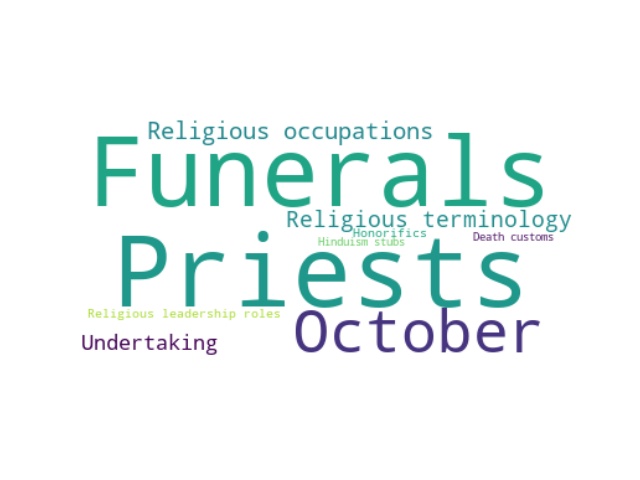 Religious occupations
Funerals
Religious terminology
Honorifics
Death customs
Hinduism stubs
Priests
Religious leadership roles
October
Undertaking